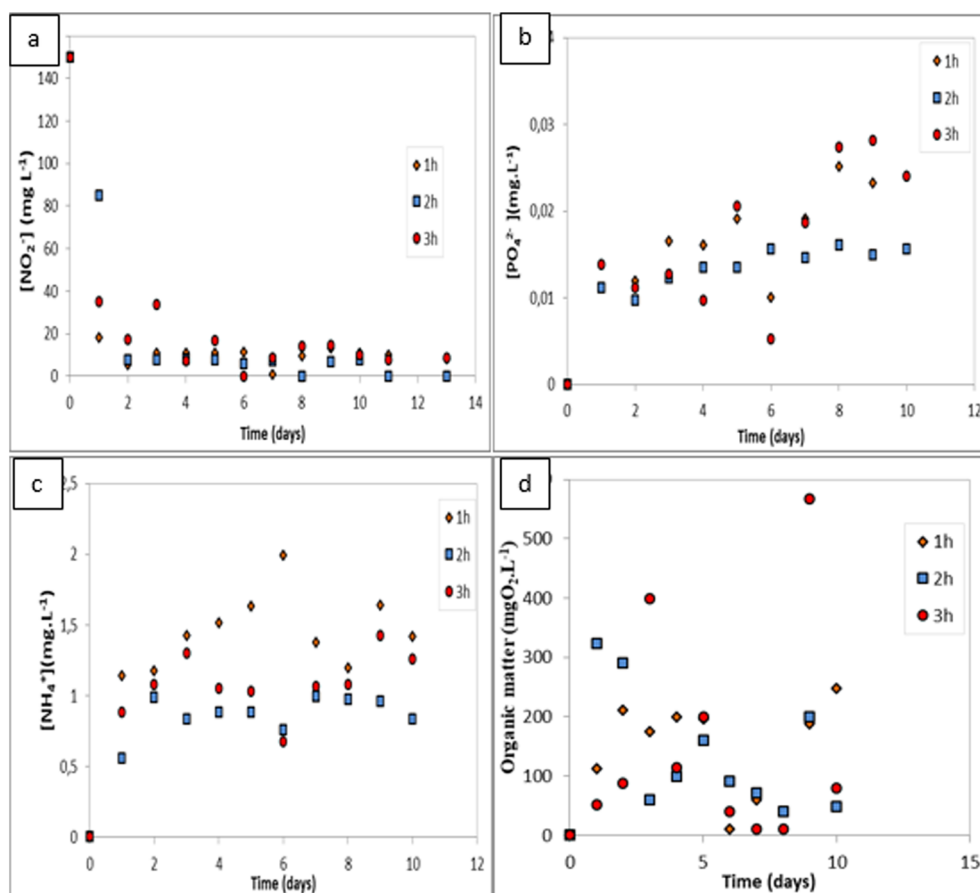 a
140
120
100
80
60
40
20
0
[NO₂⁻] (mg L⁻¹)
0 2 4 6 8 10 12 14
Time (days)
1h
2h
3h
b
0,03
0,02
0,01
0
[PO₄²⁻](mg.L⁻¹)
0 2 4 6 8 10 12
Time (days)
1h
2h
3h
c
2,5
2
1,5
1
0,5
0
[NH₄⁺](mg.L⁻¹)
0 2 4 6 8 10 12
Time (days)
1h
2h
3h
d
500
400
300
200
100
0
Organic matter (mgO₂.L⁻¹)
0 5 10 15
Time (days)
1h
2h
3h